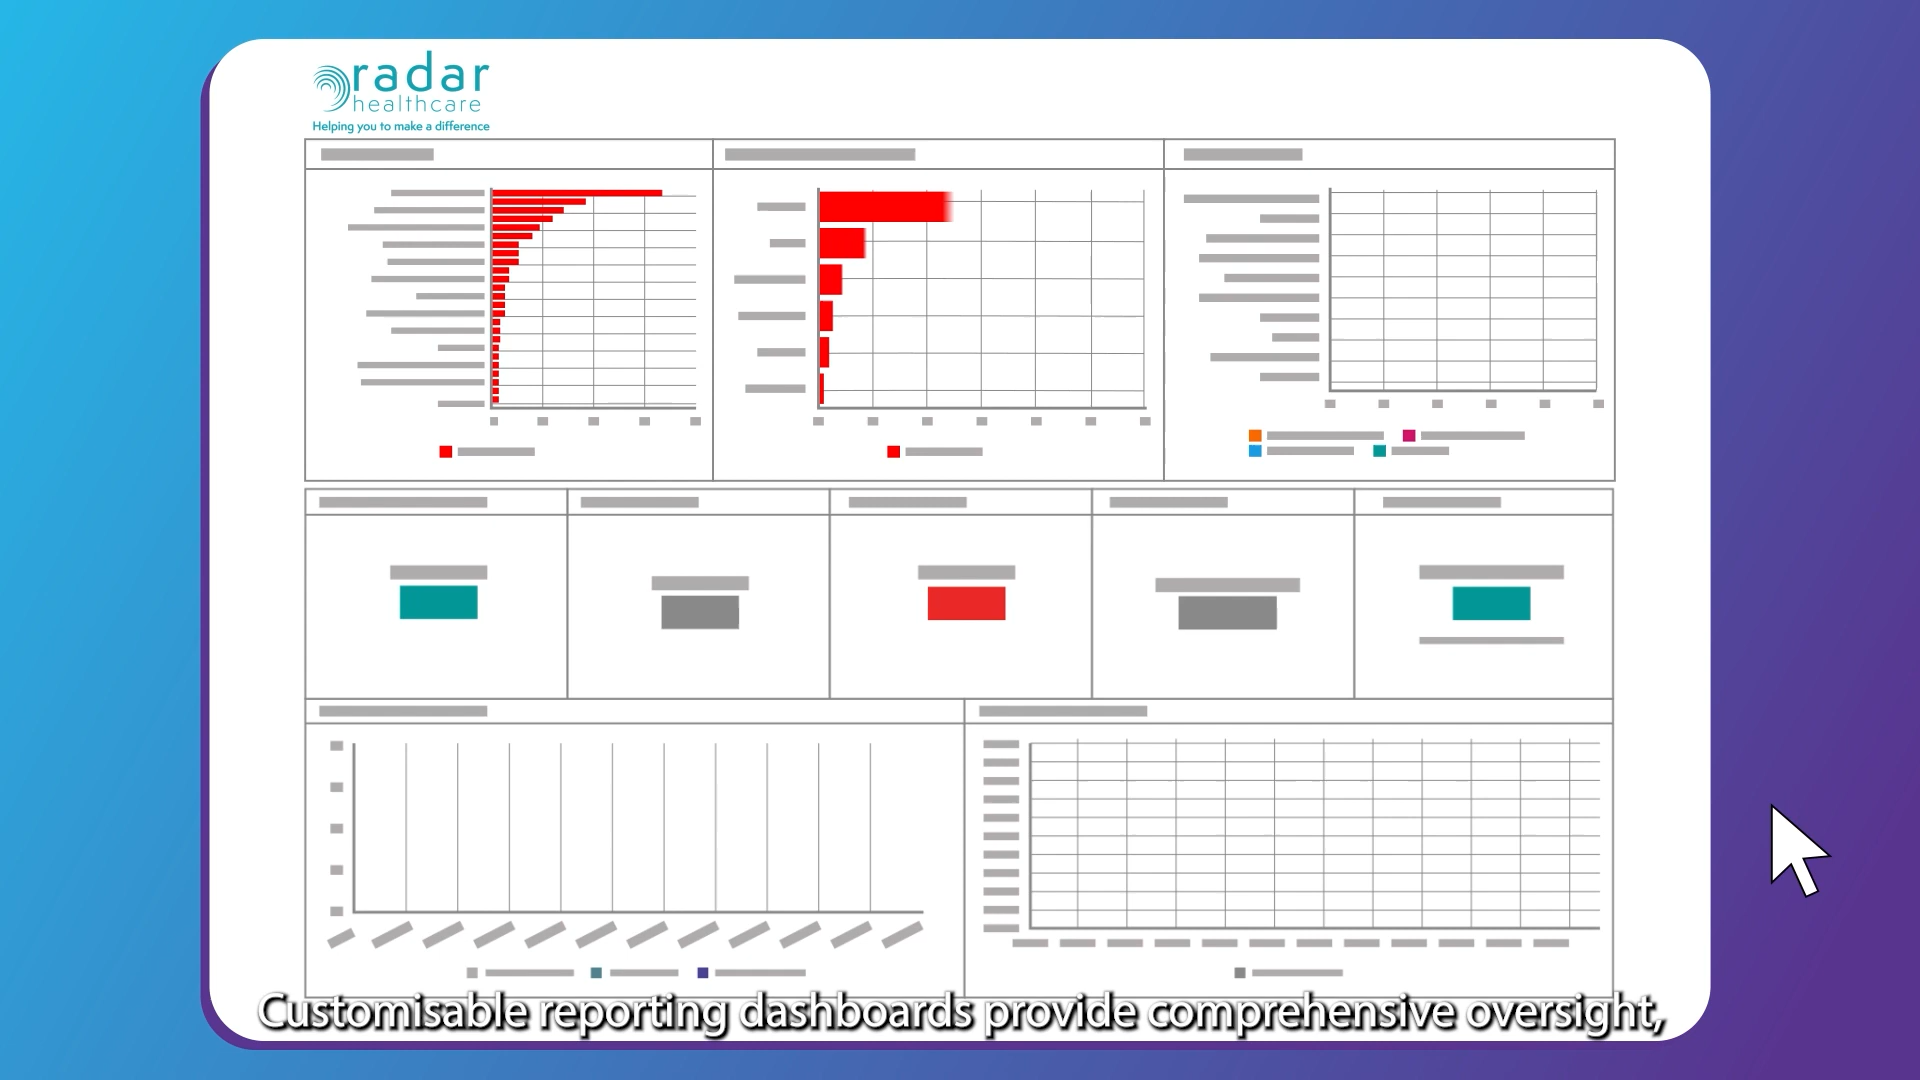 radar
healthcare
Helping you to make a difference
Customisable reporting dashboards provide comprehensive oversight,